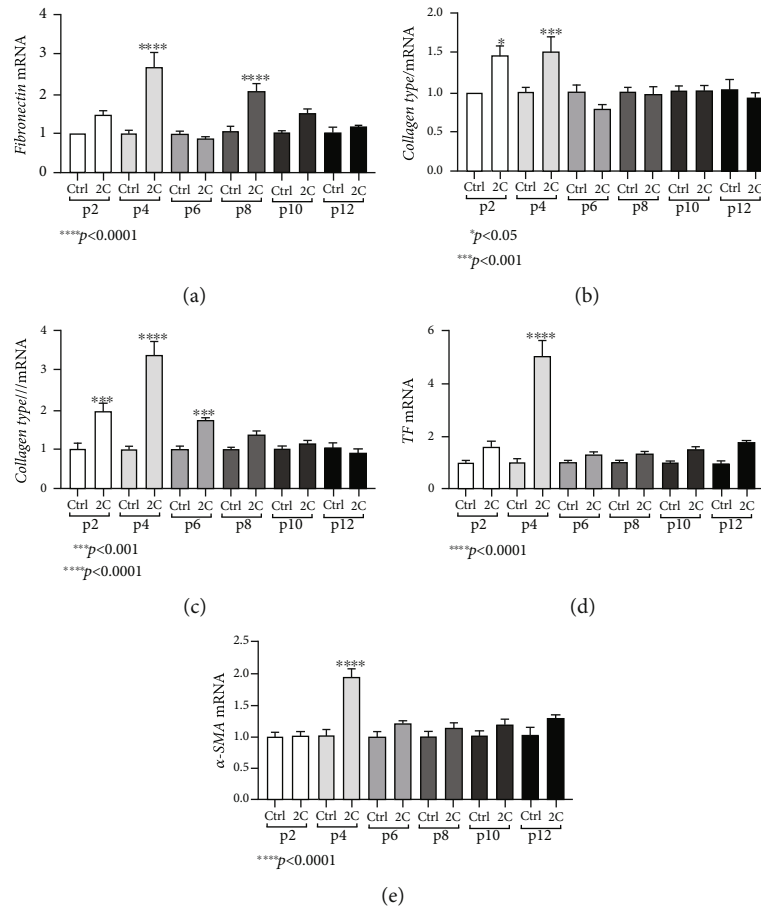 Fibronectin mRNA
4
3
2
1
0
****
****
Ctrl 2C Ctrl 2C Ctrl 2C Ctrl 2C Ctrl 2C Ctrl 2C
p2 p4 p6 p8 p10 p12
****p<0.0001
(a)
Collagen type/mRNA
2.0
1.5
1.0
0.5
0.0
*
***
Ctrl 2C Ctrl 2C Ctrl 2C Ctrl 2C Ctrl 2C Ctrl 2C
p2 p4 p6 p8 p10 p12
*p<0.05
***p<0.001
(b)
Collagen type///mRNA
4
3
2
1
0
***
****
***
Ctrl 2C Ctrl 2C Ctrl 2C Ctrl 2C Ctrl 2C Ctrl 2C
p2 p4 p6 p8 p10 p12
***p<0.001
****p<0.0001
(c)
TF mRNA
6
4
2
0
****
Ctrl 2C Ctrl 2C Ctrl 2C Ctrl 2C Ctrl 2C Ctrl 2C
p2 p4 p6 p8 p10 p12
****p<0.0001
(d)
α-SMA mRNA
2.5
2.0
1.5
1.0
0.5
0.0
****
Ctrl 2C Ctrl 2C Ctrl 2C Ctrl 2C Ctrl 2C Ctrl 2C
p2 p4 p6 p8 p10 p12
****p<0.0001
(e)